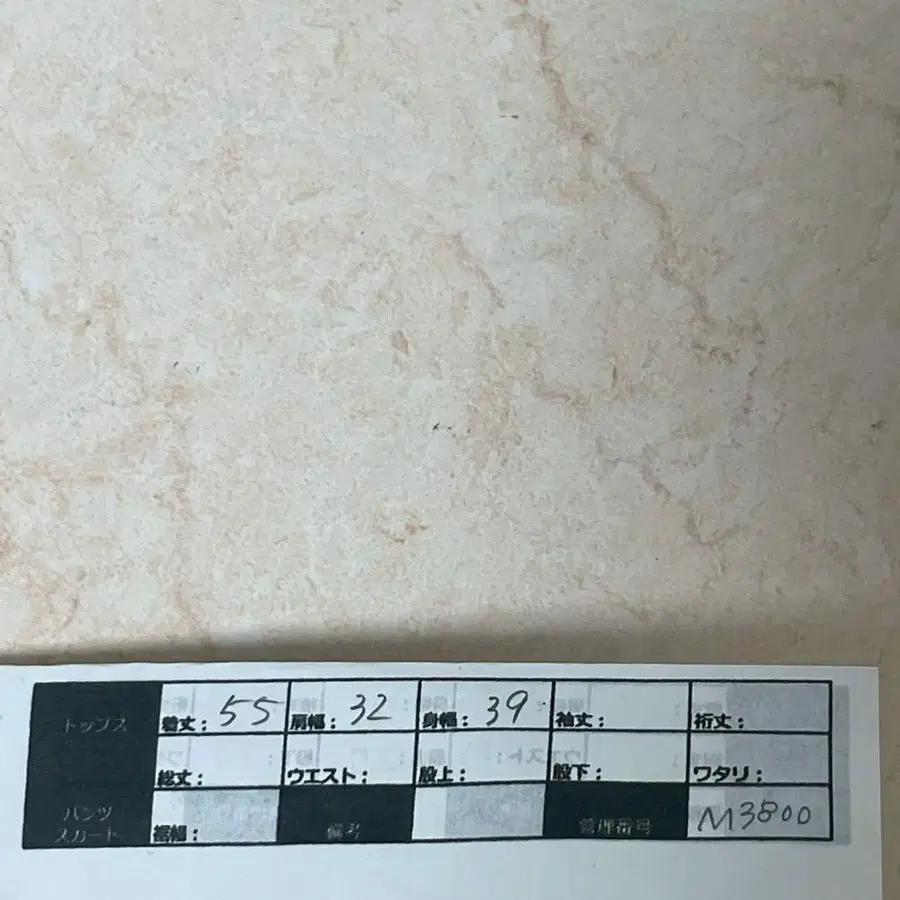 トップス 着丈: 55 肩幅: 32 身幅: 39 袖丈: 裄丈:
総丈: ウエスト: 股上: 股下: ワタリ:
パンツ
スカート 裾幅: 備考 管理番号 M3800